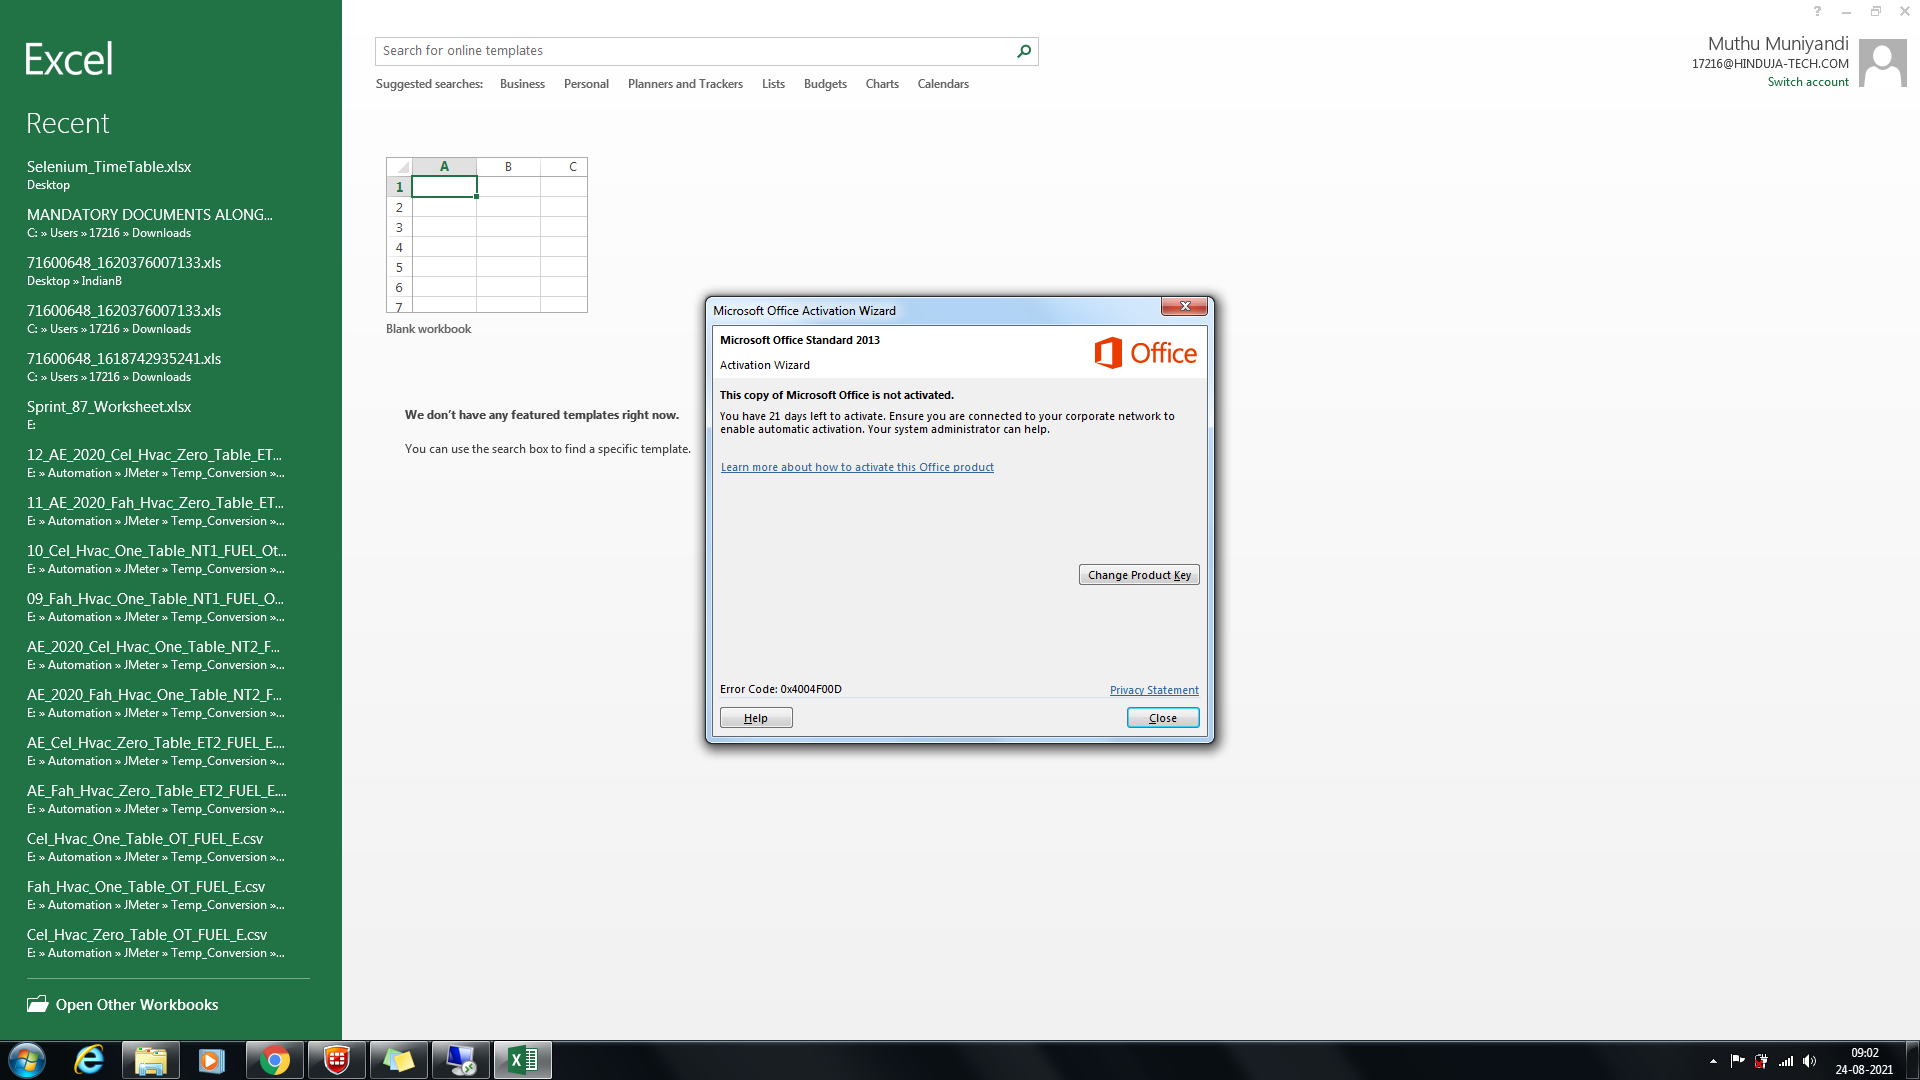 Excel
Recent
Selenium_TimeTable.xlsx
Desktop
MANDATORY DOCUMENTS ALONG...
C: » Users » 17216 » Downloads
71600648_1620376007133.xls
Desktop » IndianB
71600648_1620376007133.xls
C: » Users » 17216 » Downloads
71600648_1618742935241.xls
C: » Users » 17216 » Downloads
Sprint_87_Worksheet.xlsx
E:
12_AE_2020_Cel_Hvac_Zero_Table_ET...
E: » Automation » JMeter » Temp_Conversion »...
11_AE_2020_Fah_Hvac_Zero_Table_ET...
E: » Automation » JMeter » Temp_Conversion »...
10_Cel_Hvac_One_Table_NT1_FUEL_Ot...
E: » Automation » JMeter » Temp_Conversion »...
09_Fah_Hvac_One_Table_NT1_FUEL_O...
E: » Automation » JMeter » Temp_Conversion »...
AE_2020_Cel_Hvac_One_Table_NT2_F...
E: » Automation » JMeter » Temp_Conversion »...
AE_2020_Fah_Hvac_One_Table_NT2_F...
E: » Automation » JMeter » Temp_Conversion »...
AE_Cel_Hvac_Zero_Table_ET2_FUEL_E....
E: » Automation » JMeter » Temp_Conversion »...
AE_Fah_Hvac_Zero_Table_ET2_FUEL_E....
E: » Automation » JMeter » Temp_Conversion »...
Cel_Hvac_One_Table_OT_FUEL_E.csv
E: » Automation » JMeter » Temp_Conversion »...
Fah_Hvac_One_Table_OT_FUEL_E.csv
E: » Automation » JMeter » Temp_Conversion »...
Cel_Hvac_Zero_Table_OT_FUEL_E.csv
E: » Automation » JMeter » Temp_Conversion »...
Open Other Workbooks
Search for online templates
Suggested searches: Business Personal Planners and Trackers Lists Budgets Charts Calendars
?
Muthu Muniyandi
17216@HINDUJA-TECH.COM
Switch account
A B C
1
2
3
4
5
6
7
Blank workbook
We don't have any featured templates right now.
You can use the search box to find a specific template.
Microsoft Office Activation Wizard
Microsoft Office Standard 2013
Activation Wizard
Office
This copy of Microsoft Office is not activated.
You have 21 days left to activate. Ensure you are connected to your corporate network to
enable automatic activation. Your system administrator can help.
Learn more about how to activate this Office product
Change Product Key
Error Code: 0x4004F00D
Privacy Statement
Help
Close
09:02
24-08-2021